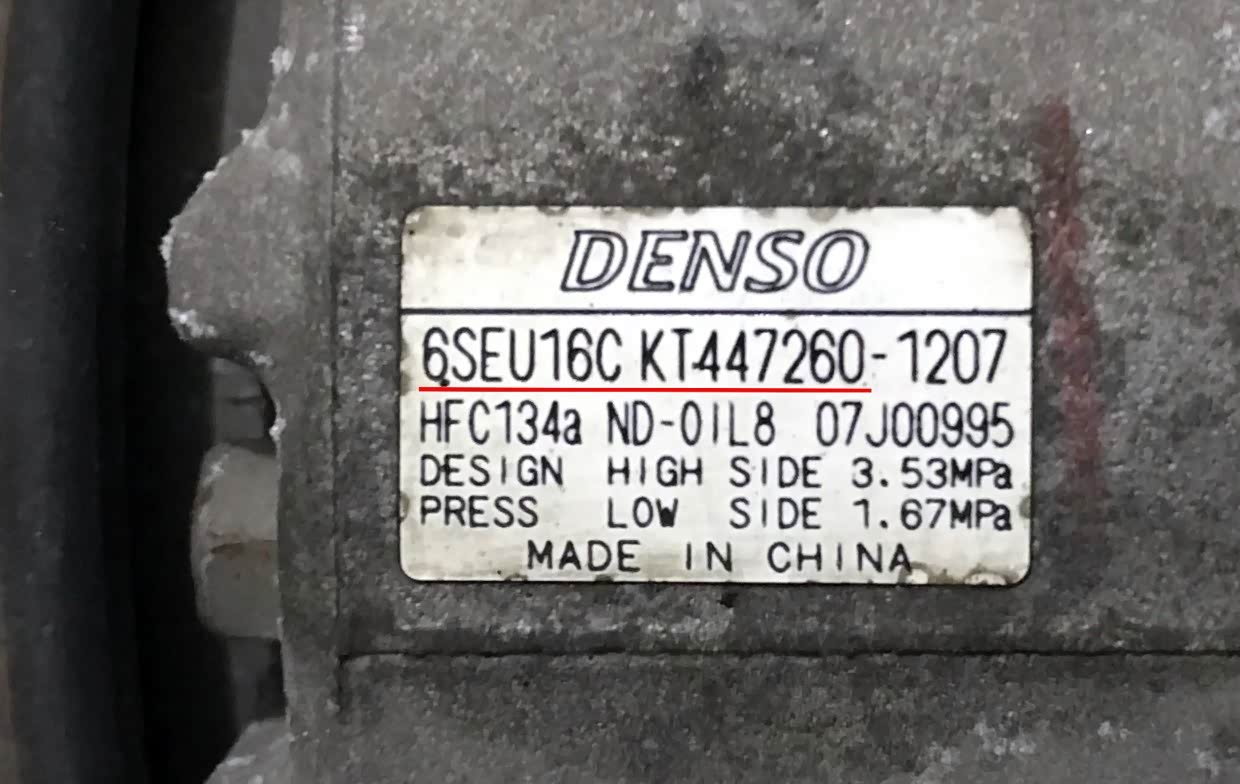 DENSO
6SEU16C KT447260-1207
HFC134a ND-OIL8 07J00995
DESIGN HIGH SIDE 3.53MPa
PRESS LOW SIDE 1.67MPa
MADE IN CHINA